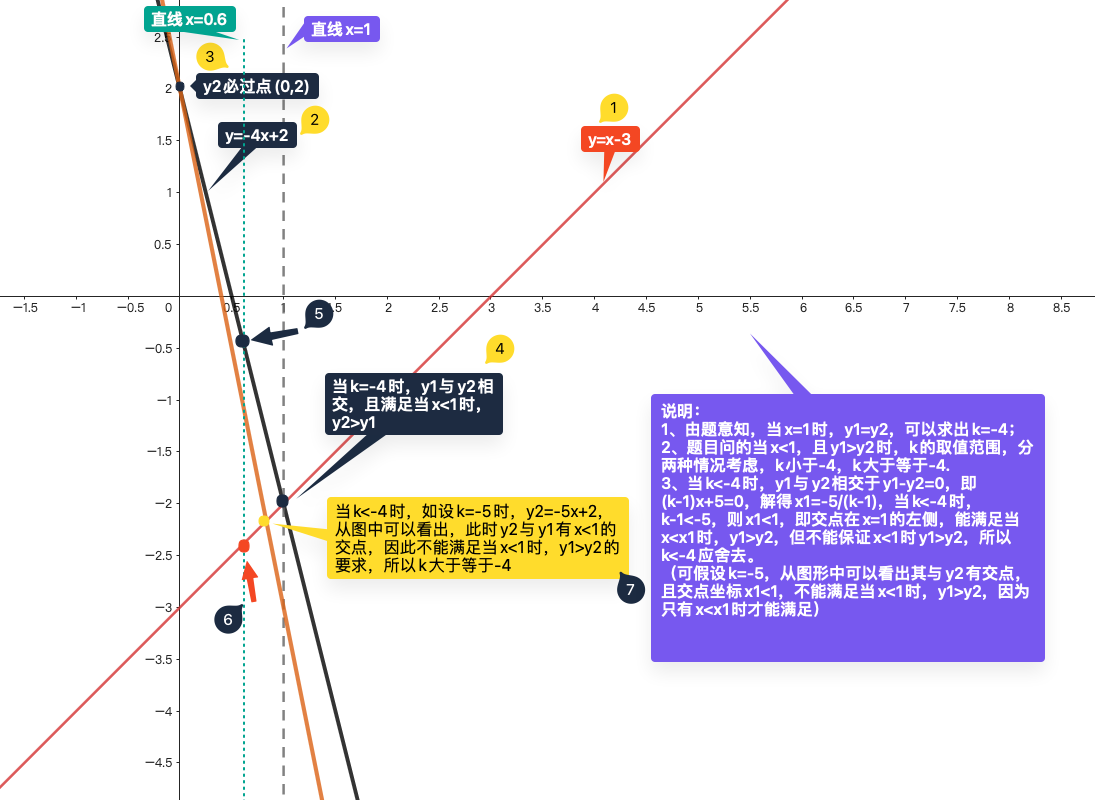 直线x=0.6
直线x=1
3
y2必过点(0,2)
y=-4x+2
2
1
y=x-3
2.5
2
1.5
1
0.5
−1.5
−1
−0.5
0
0.5
1.5
2
2.5
3
3.5
4
4.5
5
5.5
6
6.5
7
7.5
8
8.5
5
4
当k=-4时，y1与y2相
交，且满足当x<1时，
y2>y1
−0.5
−1
−1.5
−2
−2.5
−3
−3.5
−4
−4.5
当k<-4时，如设k=-5时，y2=-5x+2，
从图中可以看出，此时y2与y1有x<1的
交点，因此不能满足当x<1时，y1>y2的
要求，所以k大于等于-4
7
6
说明：
1、由题意知，当x=1时，y1=y2，可以求出k=-4；
2、题目问的当x<1，且y1>y2时，k的取值范围，分
两种情况考虑，k小于-4，k大于等于-4.
3、当k<-4时，y1与y2相交于y1-y2=0，即
(k-1)x+5=0，解得x1=-5/(k-1)，当k<-4时，
k-1<-5，则x1<1，即交点在x=1的左侧，能满足当
x<x1时，y1>y2，但不能保证x<1时y1>y2，所以
k<-4应舍去。
（可假设k=-5，从图形中可以看出其与y2有交点，
且交点坐标x1<1，不能满足当x<1时，y1>y2，因为
只有x<x1时才能满足）